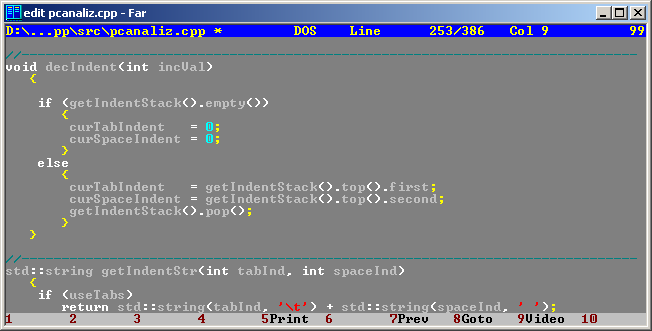 edit pcanaliz.cpp - Far
D:\...pp\src\pcanaliz.cpp * DOS Line 253/386 Col 9 99
//------------------------------------------------------------------------------
void decIndent(int incVal)
{
if (getIndentStack().empty())
{
curTabIndent = 0;
curSpaceIndent = 0;
}
else
{
curTabIndent = getIndentStack().top().first;
curSpaceIndent = getIndentStack().top().second;
getIndentStack().pop();
}
}
//------------------------------------------------------------------------------
std::string getIndentStr(int tabInd, int spaceInd)
{
if (useTabs)
return std::string(tabInd, '\t') + std::string(spaceInd, ' ');
1 2 3 4 5Print 6 7Prev 8Goto 9Video 10